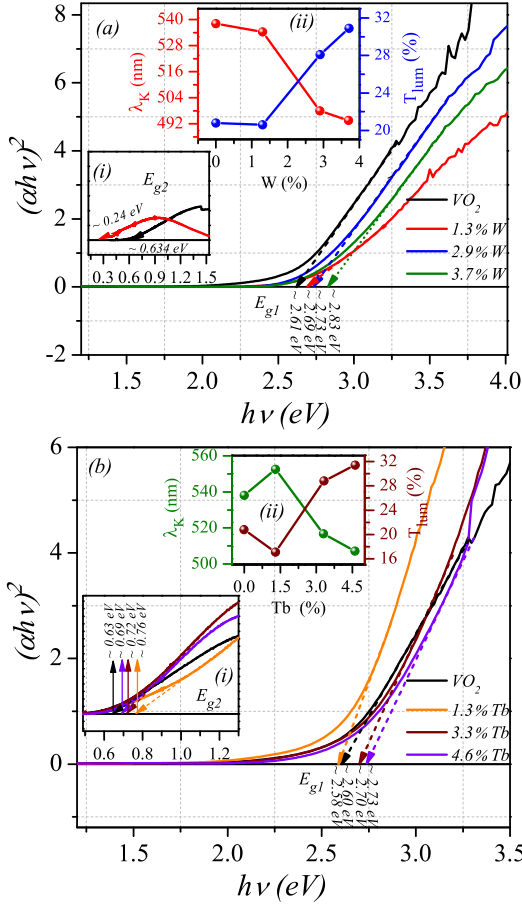 (a)
(ii)
540
528
516
504
492
λK (nm)
32
28
24
20
Tlum (%)
0 1 2 3 4
W (%)
(i)
Eg2
~ 0.24 eV
~ 0.634 eV
0.3 0.6 0.9 1.2 1.5
8
6
4
2
0
-2
(αhν)²
VO2
1.3% W
2.9% W
3.7% W
Eg1
~ 2.61 eV
~ 2.69 eV
~ 2.73 eV
~ 2.83 eV
1.5 2.0 2.5 3.0 3.5 4.0
hν (eV)
(b)
(ii)
560
540
520
500
λK (nm)
32
28
24
20
16
Tlum (%)
0.0 1.5 3.0 4.5
Tb (%)
~ 0.63 eV
~ 0.69 eV
~ 0.72 eV
~ 0.76 eV
(i)
Eg2
0.6 0.8 1.0 1.2
6
4
2
0
(αhν)²
VO2
1.3% Tb
3.3% Tb
4.6% Tb
Eg1
~ 2.58 eV
~ 2.60 eV
~ 2.70 eV
~ 2.73 eV
1.5 2.0 2.5 3.0 3.5
hν (eV)